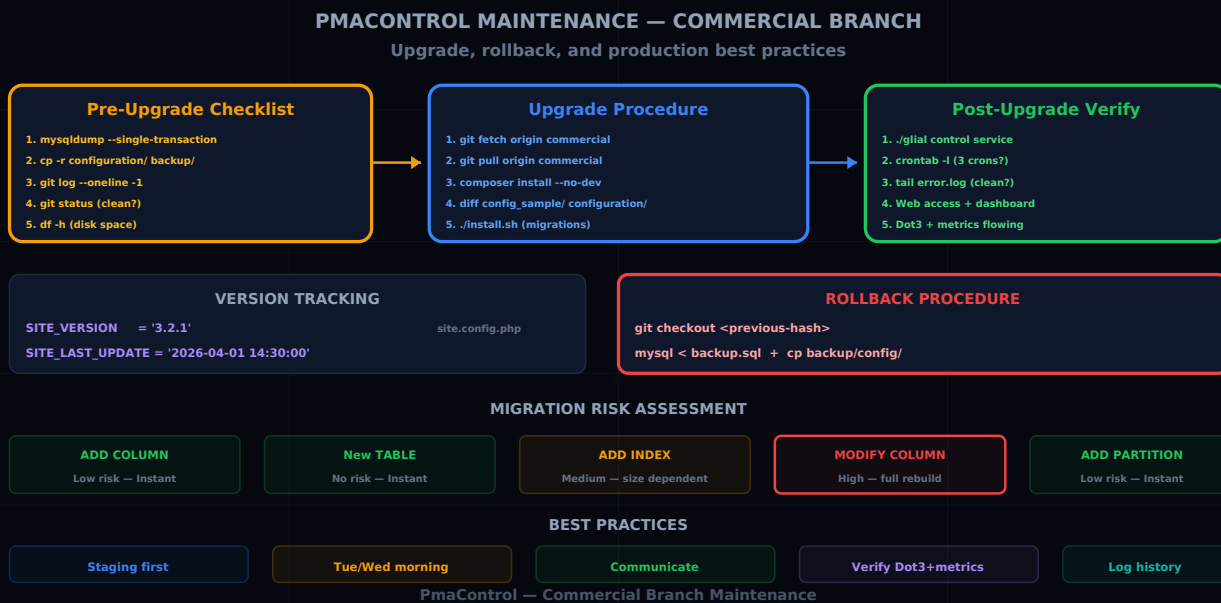 PMACONTROL MAINTENANCE — COMMERCIAL BRANCH
Upgrade, rollback, and production best practices
Pre-Upgrade Checklist
1. mysqldump --single-transaction
2. cp -r configuration/ backup/
3. git log --oneline -1
4. git status (clean?)
5. df -h (disk space)
Upgrade Procedure
1. git fetch origin commercial
2. git pull origin commercial
3. composer install --no-dev
4. diff config_sample/ configuration/
5. ./install.sh (migrations)
Post-Upgrade Verify
1. ./glial control service
2. crontab -l (3 crons?)
3. tail error.log (clean?)
4. Web access + dashboard
5. Dot3 + metrics flowing
VERSION TRACKING
SITE_VERSION = '3.2.1' site.config.php
SITE_LAST_UPDATE = '2026-04-01 14:30:00'
ROLLBACK PROCEDURE
git checkout <previous-hash>
mysql < backup.sql + cp backup/config/
MIGRATION RISK ASSESSMENT
ADD COLUMN
Low risk — Instant
New TABLE
No risk — Instant
ADD INDEX
Medium — size dependent
MODIFY COLUMN
High — full rebuild
ADD PARTITION
Low risk — Instant
BEST PRACTICES
Staging first
Tue/Wed morning
Communicate
Verify Dot3+metrics
Log history
PmaControl — Commercial Branch Maintenance